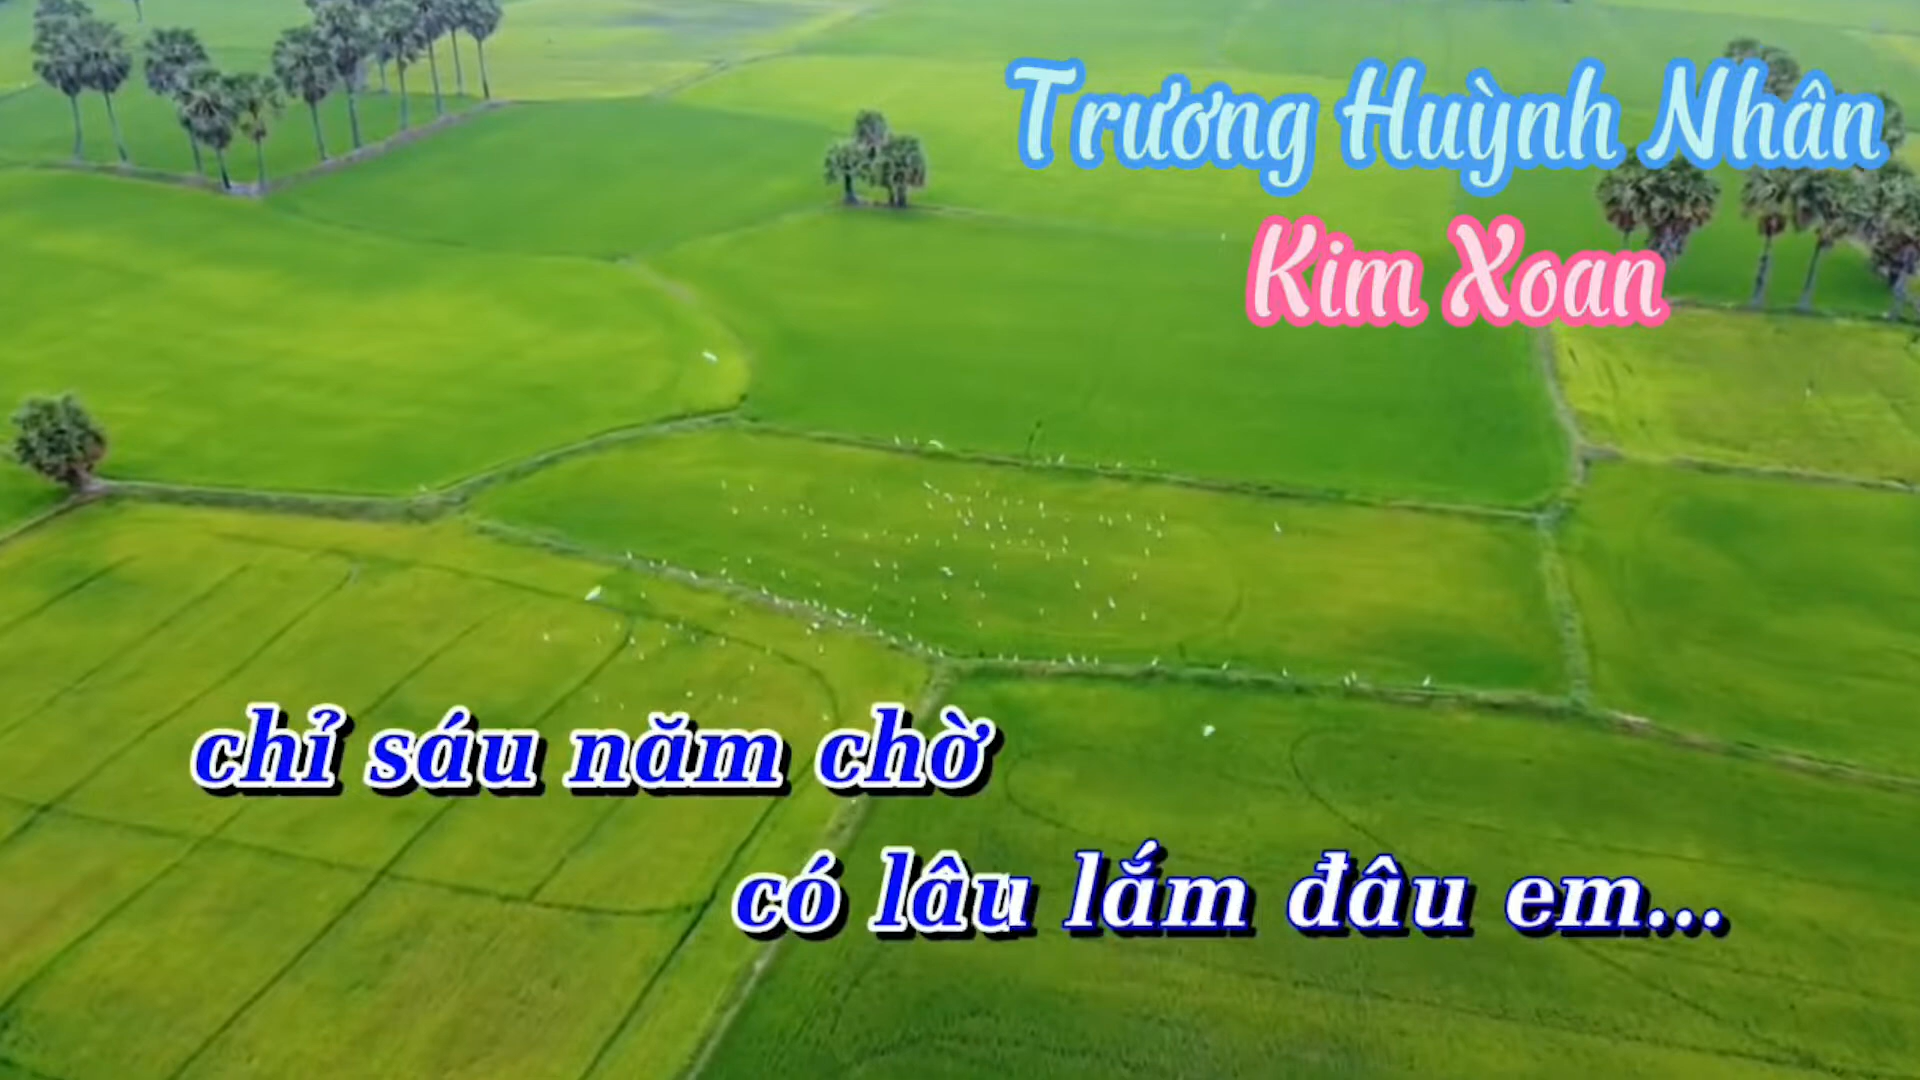 Trương Huỳnh Nhân
Kim Xoan
chỉ sáu năm chờ
có lâu lắm đâu em...